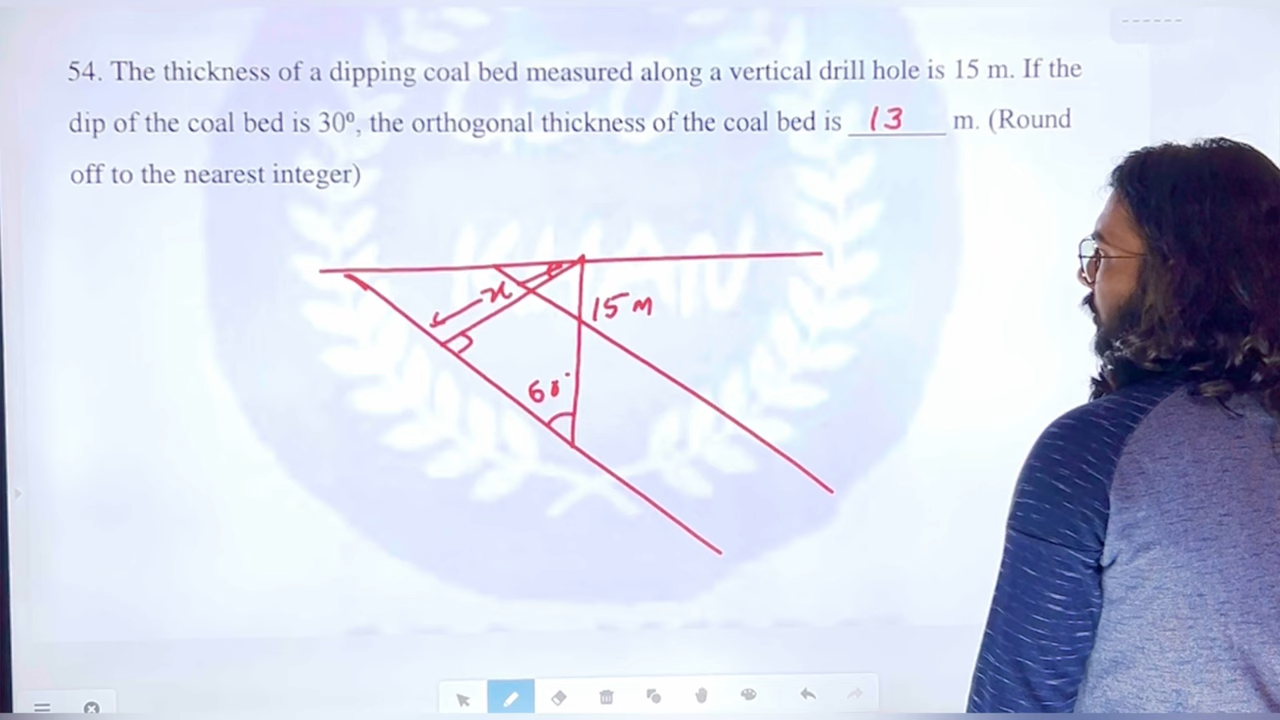 54. The thickness of a dipping coal bed measured along a vertical drill hole is 15 m. If the
dip of the coal bed is 30º, the orthogonal thickness of the coal bed is 13 m. (Round
off to the nearest integer)
x
15 m
60°